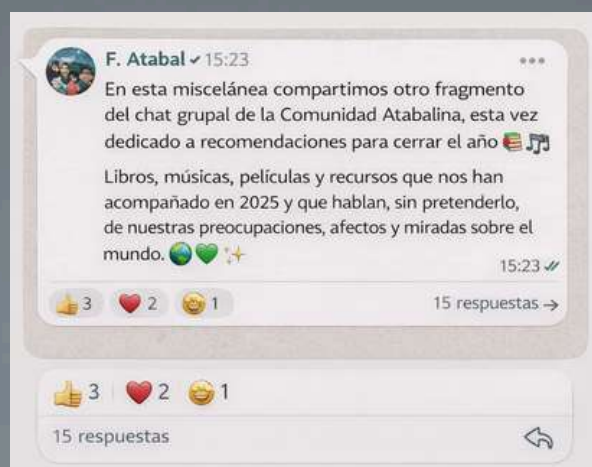 F. Atabal ✔ 15:23
En esta miscelánea compartimos otro fragmento
del chat grupal de la Comunidad Atabalina, esta vez
dedicado a recomendaciones para cerrar el año 📚🎶
Libros, músicas, películas y recursos que nos han
acompañado en 2025 y que hablan, sin pretenderlo,
de nuestras preocupaciones, afectos y miradas sobre el
mundo. 🌍💚✨
15:23
👍 3 ❤️ 2 😄 1 15 respuestas →
👍 3 ❤️ 2 😄 1
15 respuestas